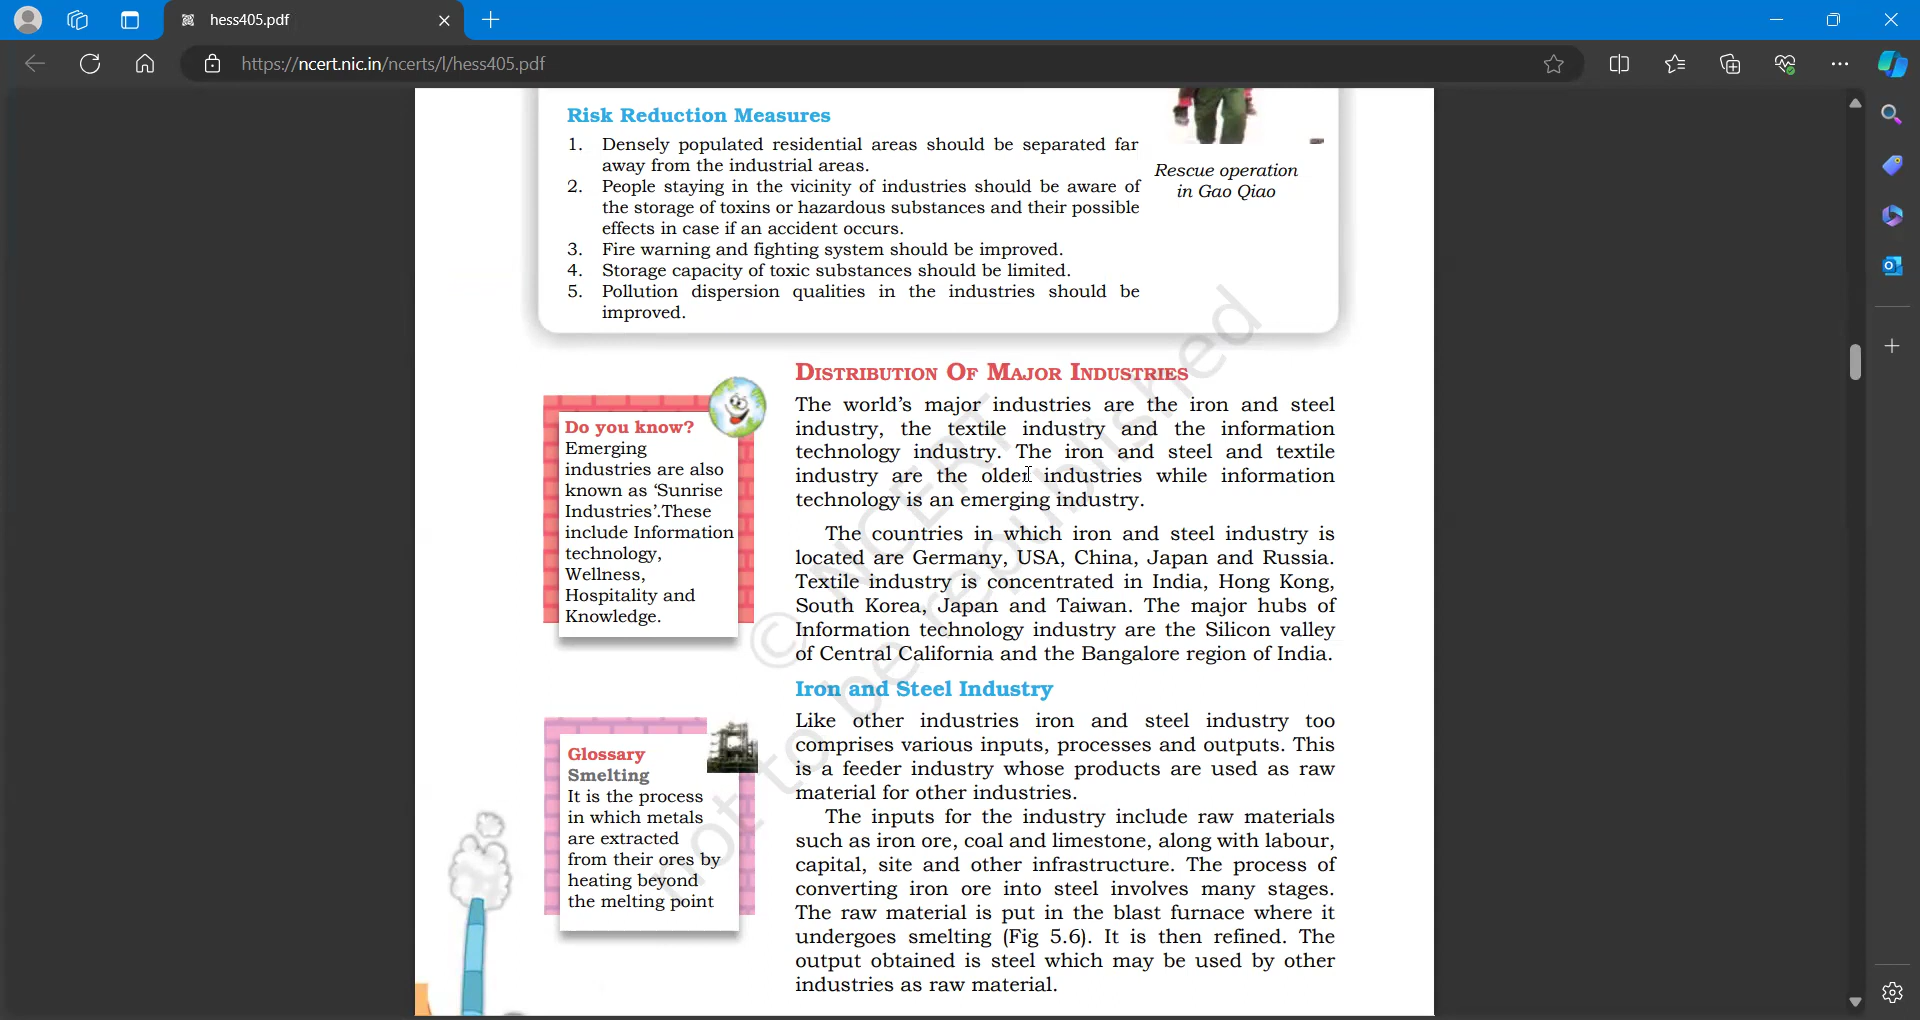 hess405.pdf
https://ncert.nic.in/ncerts/l/hess405.pdf
Risk Reduction Measures
1. Densely populated residential areas should be separated far
away from the industrial areas.
2. People staying in the vicinity of industries should be aware of
the storage of toxins or hazardous substances and their possible
effects in case if an accident occurs.
3. Fire warning and fighting system should be improved.
4. Storage capacity of toxic substances should be limited.
5. Pollution dispersion qualities in the industries should be
improved.
Rescue operation
in Gao Qiao
Do you know?
Emerging
industries are also
known as ‘Sunrise
Industries’.These
include Information
technology,
Wellness,
Hospitality and
Knowledge.
Glossary
Smelting
It is the process
in which metals
are extracted
from their ores by
heating beyond
the melting point
DISTRIBUTION OF MAJOR INDUSTRIES
The world’s major industries are the iron and steel
industry, the textile industry and the information
technology industry. The iron and steel and textile
industry are the older industries while information
technology is an emerging industry.
The countries in which iron and steel industry is
located are Germany, USA, China, Japan and Russia.
Textile industry is concentrated in India, Hong Kong,
South Korea, Japan and Taiwan. The major hubs of
Information technology industry are the Silicon valley
of Central California and the Bangalore region of India.
Iron and Steel Industry
Like other industries iron and steel industry too
comprises various inputs, processes and outputs. This
is a feeder industry whose products are used as raw
material for other industries.
The inputs for the industry include raw materials
such as iron ore, coal and limestone, along with labour,
capital, site and other infrastructure. The process of
converting iron ore into steel involves many stages.
The raw material is put in the blast furnace where it
undergoes smelting (Fig 5.6). It is then refined. The
output obtained is steel which may be used by other
industries as raw material.
© NCERT
not to be republished